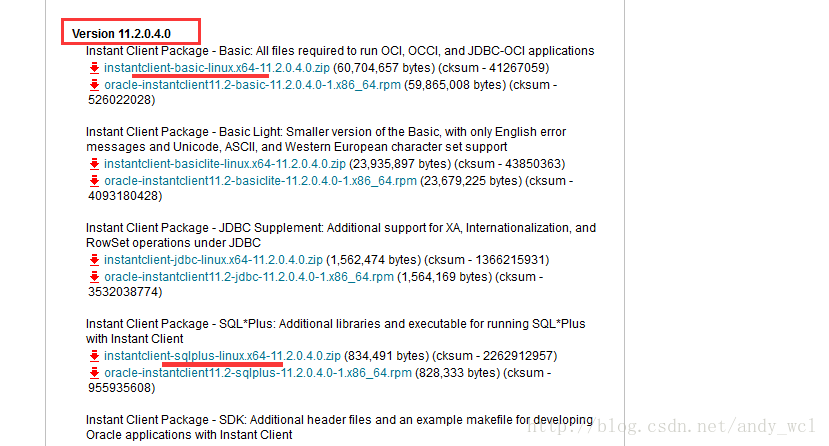 Version 11.2.0.4.0
Instant Client Package - Basic: All files required to run OCI, OCCI, and JDBC-OCI applications
instantclient-basic-linux.x64-11.2.0.4.0.zip (60,704,657 bytes) (cksum - 41267059)
oracle-instantclient11.2-basic-11.2.0.4.0-1.x86_64.rpm (59,865,008 bytes) (cksum -
526022028)
Instant Client Package - Basic Light: Smaller version of the Basic, with only English error
messages and Unicode, ASCII, and Western European character set support
instantclient-basiclite-linux.x64-11.2.0.4.0.zip (23,935,897 bytes) (cksum - 43850363)
oracle-instantclient11.2-basiclite-11.2.0.4.0-1.x86_64.rpm (23,679,225 bytes) (cksum -
4093180428)
Instant Client Package - JDBC Supplement: Additional support for XA, Internationalization, and
RowSet operations under JDBC
instantclient-jdbc-linux.x64-11.2.0.4.0.zip (1,562,474 bytes) (cksum - 1366215931)
oracle-instantclient11.2-jdbc-11.2.0.4.0-1.x86_64.rpm (1,564,169 bytes) (cksum -
3532038774)
Instant Client Package - SQL*Plus: Additional libraries and executable for running SQL*Plus
with Instant Client
instantclient-sqlplus-linux.x64-11.2.0.4.0.zip (834,491 bytes) (cksum - 2262912957)
oracle-instantclient11.2-sqlplus-11.2.0.4.0-1.x86_64.rpm (828,333 bytes) (cksum -
955935608)
Instant Client Package - SDK: Additional header files and an example makefile for developing
Oracle applications with Instant Client
http://blog.csdn.net/andy_wcl